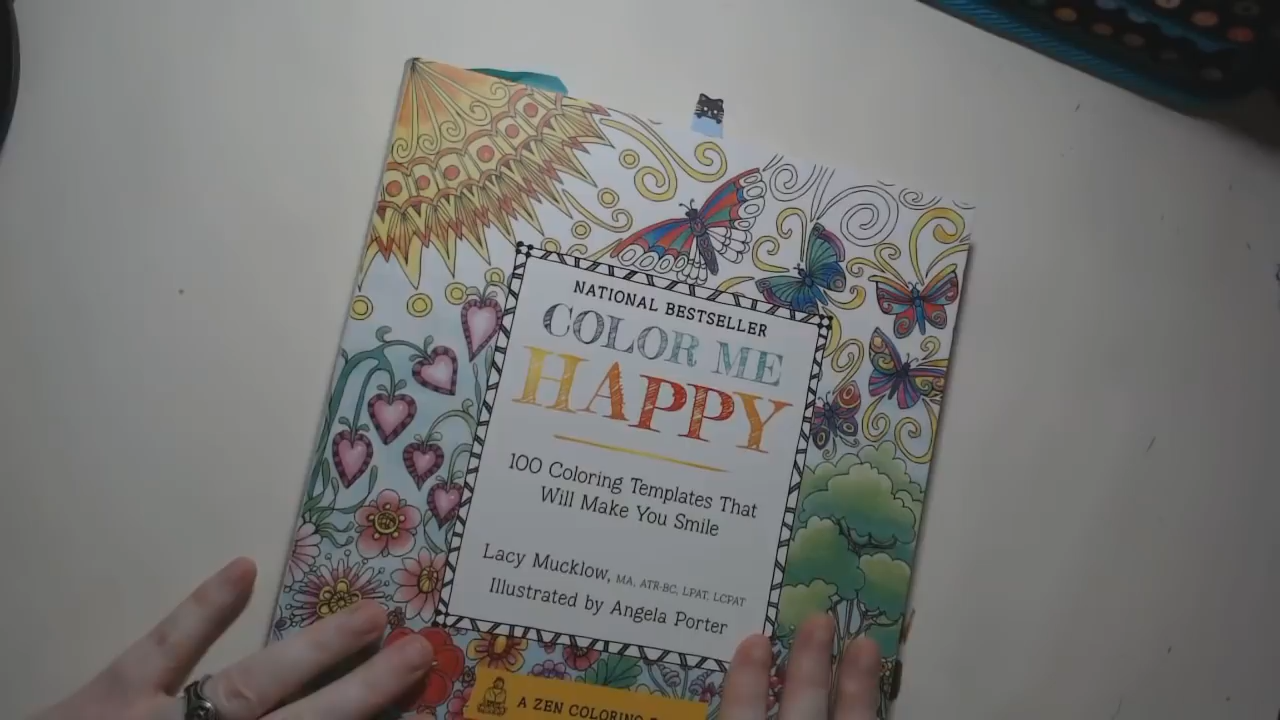 NATIONAL BESTSELLER
COLOR ME
HAPPY
100 Coloring Templates That
Will Make You Smile
Lacy Mucklow, MA, ATR-BC, LPAT, LCPAT
Illustrated by Angela Porter
A ZEN COLORING